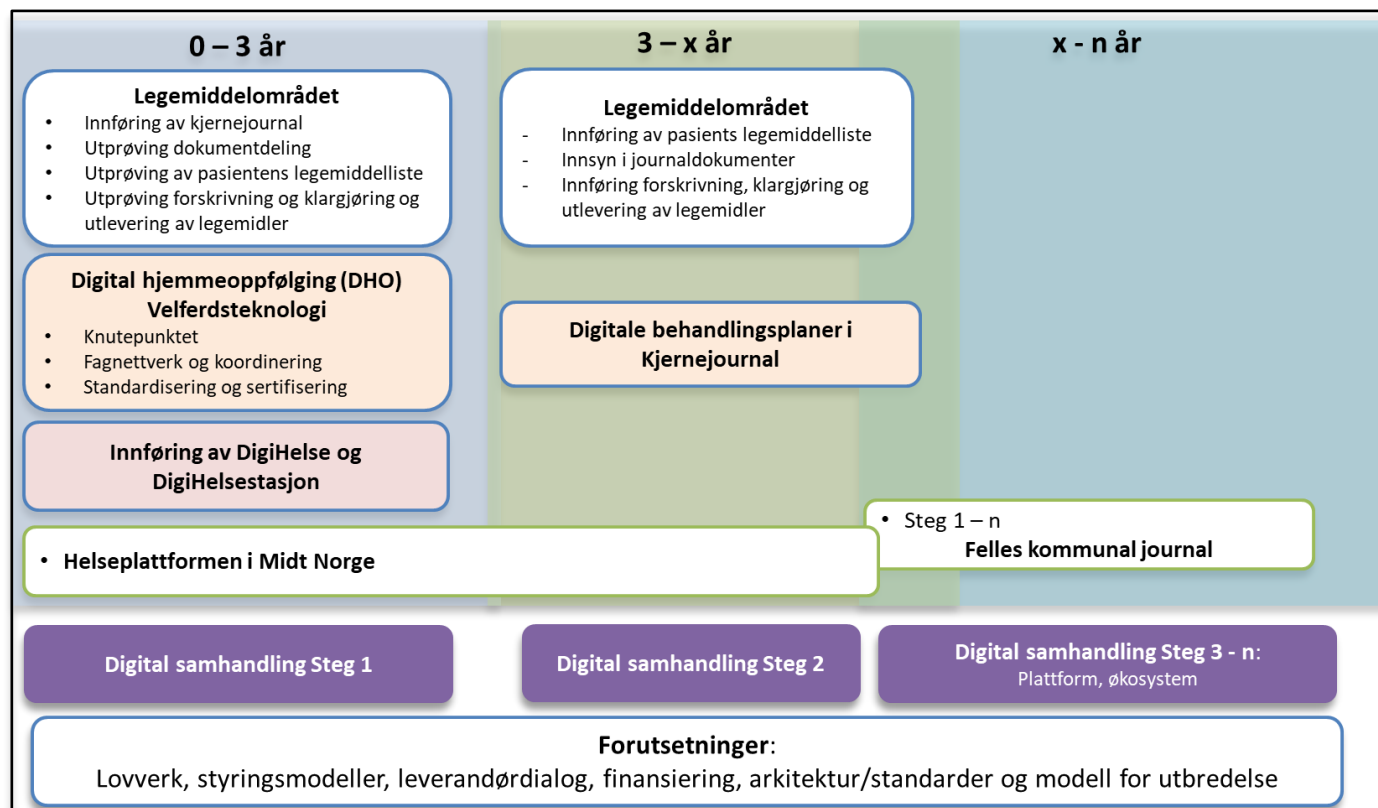 0 – 3 år
3 – x år
x - n år
Legemiddelområdet
• Innføring av kjernejournal
• Utprøving dokumentdeling
• Utprøving av pasientens legemiddelliste
• Utprøving forskrivning og klargjøring og
utlevering av legemidler
Legemiddelområdet
- Innføring av pasients legemiddelliste
- Innsyn i journaldokumenter
- Innføring forskrivning, klargjøring og
utlevering av legemidler
Digital hjemmeoppfølging (DHO)
Velferdsteknologi
• Knutepunktet
• Fagnettverk og koordinering
• Standardisering og sertifisering
Digitale behandlingsplaner i
Kjernejournal
Innføring av DigiHelse og
DigiHelsestasjon
• Steg 1 – n
Felles kommunal journal
• Helseplattformen i Midt Norge
Digital samhandling Steg 1
Digital samhandling Steg 2
Digital samhandling Steg 3 - n:
Plattform, økosystem
Forutsetninger:
Lovverk, styringsmodeller, leverandørdialog, finansiering, arkitektur/standarder og modell for utbredelse